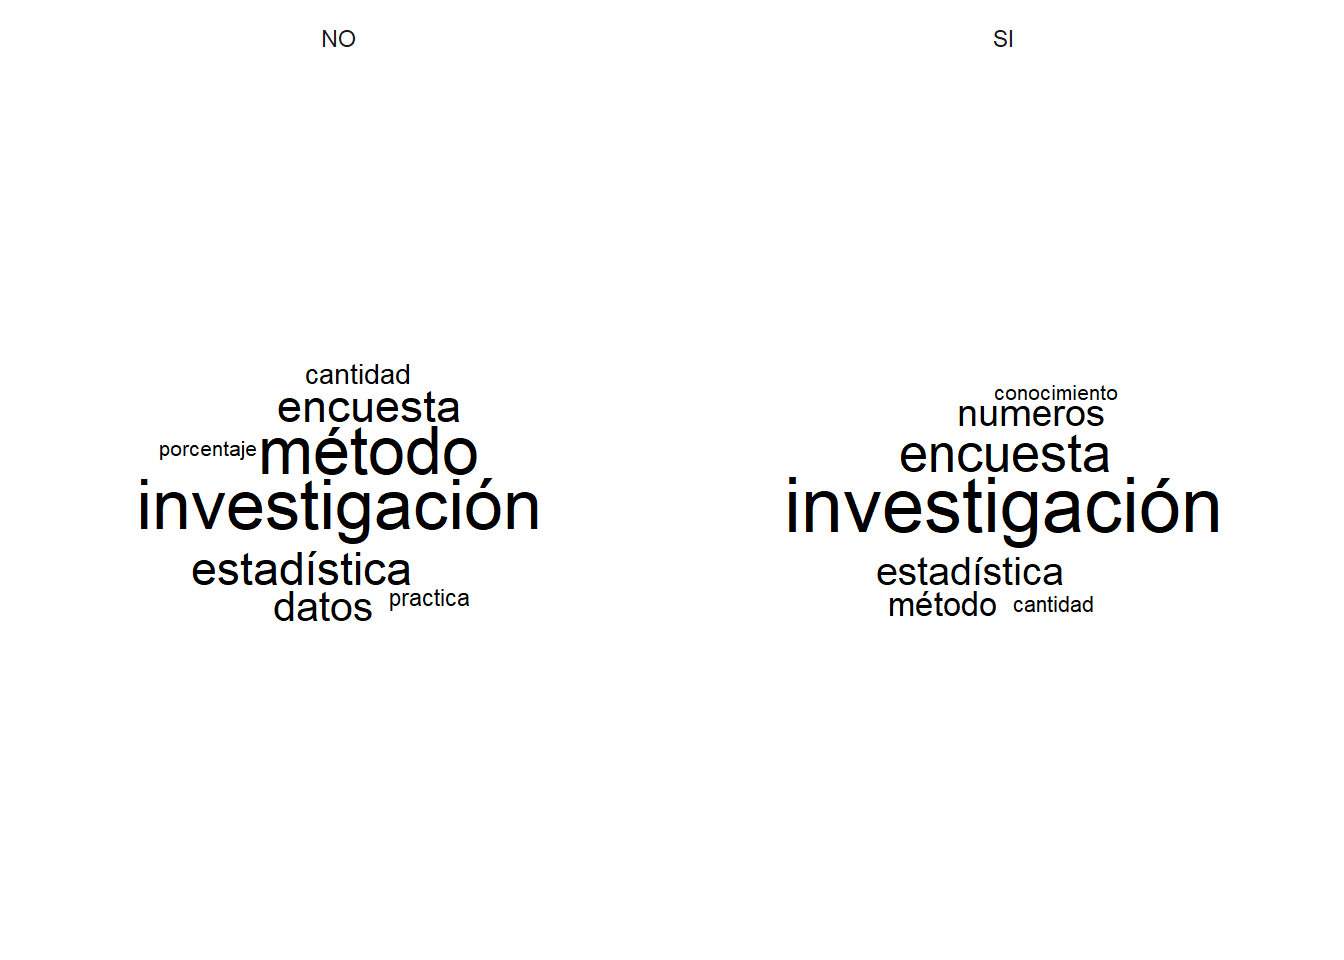 NO
cantidad
encuesta
porcentaje método
investigación
estadística
datos practica
SI
conocimiento
numeros
encuesta
investigación
estadística
método cantidad